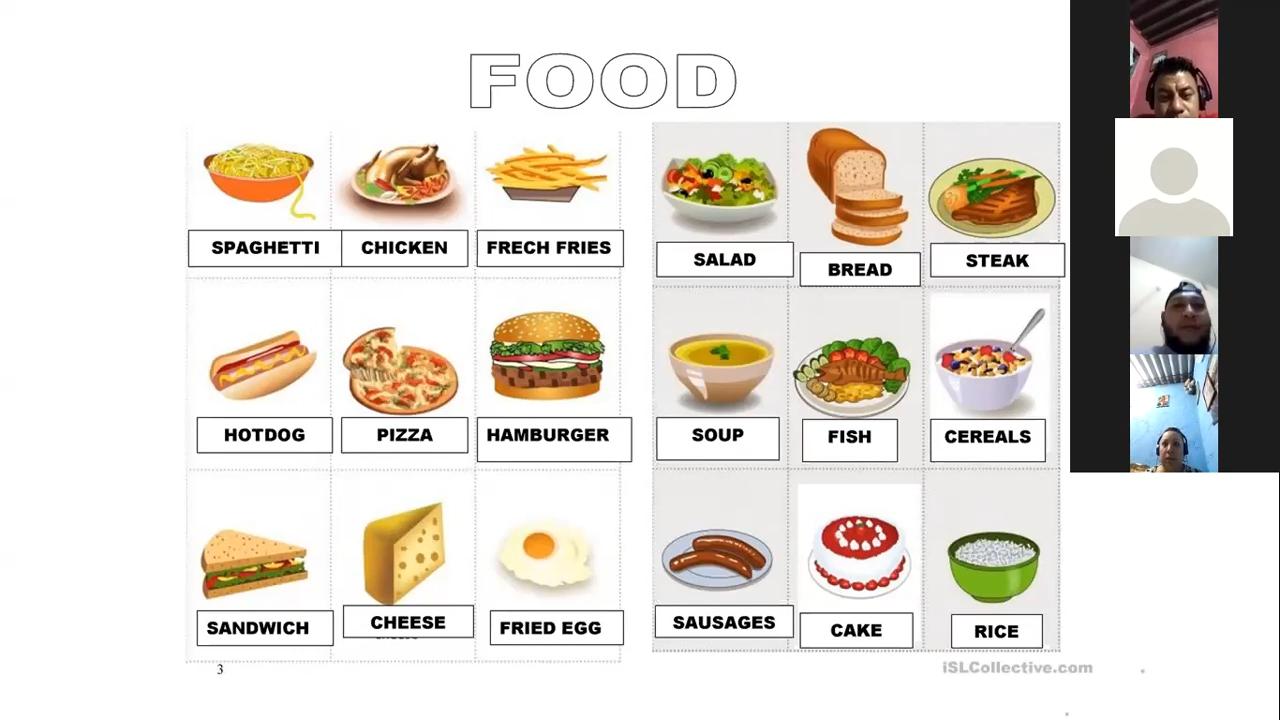 FOOD
SPAGHETTI
CHICKEN
FRECH FRIES
SALAD
BREAD
STEAK
HOTDOG
PIZZA
HAMBURGER
SOUP
FISH
CEREALS
SANDWICH
CHEESE
FRIED EGG
SAUSAGES
CAKE
RICE
3
iSLCollective.com